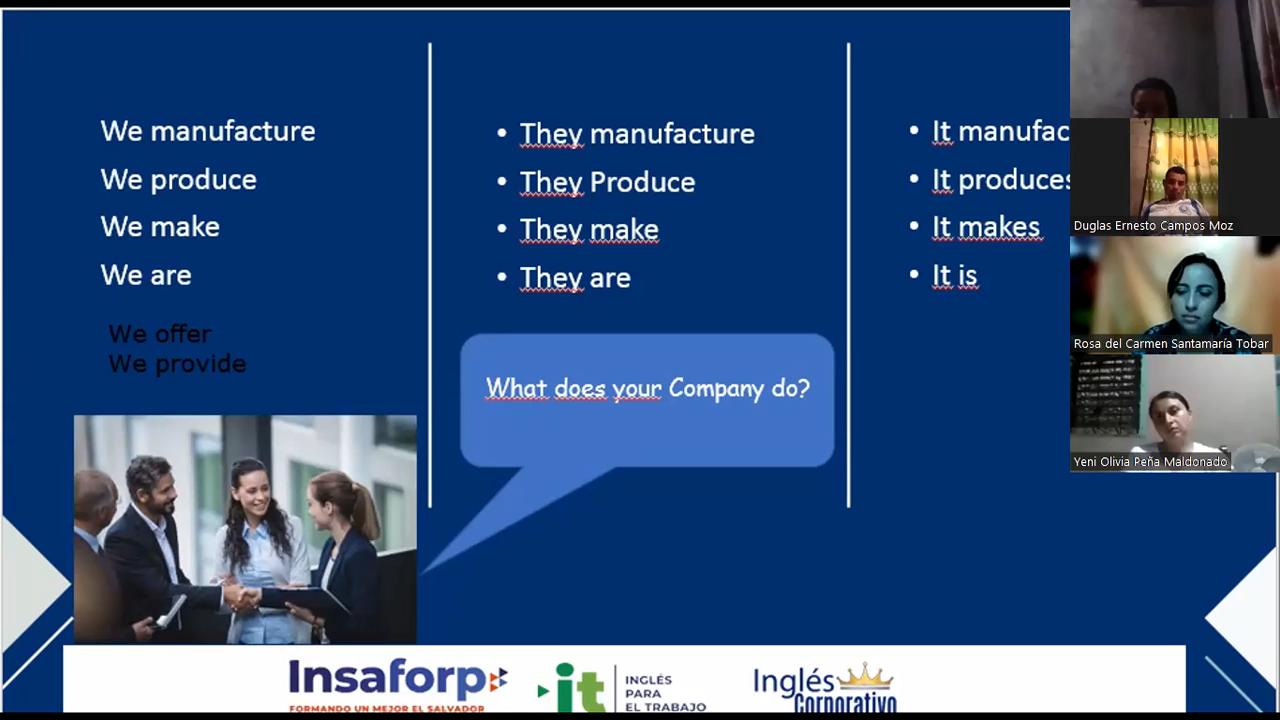 We manufacture
We produce
We make
We are
We offer
We provide
• They manufacture
• They Produce
• They make
• They are
What does your Company do?
• It manufac
• It produces
• It makes
• It is
Duglas Ernesto Campos Moz
Rosa del Carmen Santamaría Tobar
Yeni Olivia Peña Maldonado
Insaforp
FORMANDO UN MEJOR EL SALVADOR
it
INGLÉS
PARA
EL TRABAJO
Inglés
Corporativo